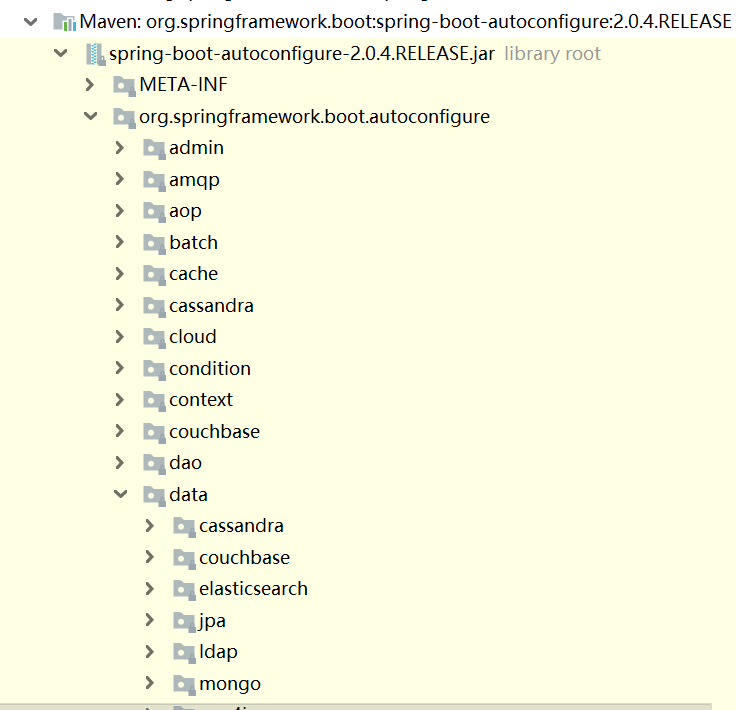 Maven: org.springframework.boot:spring-boot-autoconfigure:2.0.4.RELEASE
spring-boot-autoconfigure-2.0.4.RELEASE.jar library root
META-INF
org.springframework.boot.autoconfigure
admin
amqp
aop
batch
cache
cassandra
cloud
condition
context
couchbase
dao
data
cassandra
couchbase
elasticsearch
jpa
ldap
mongo